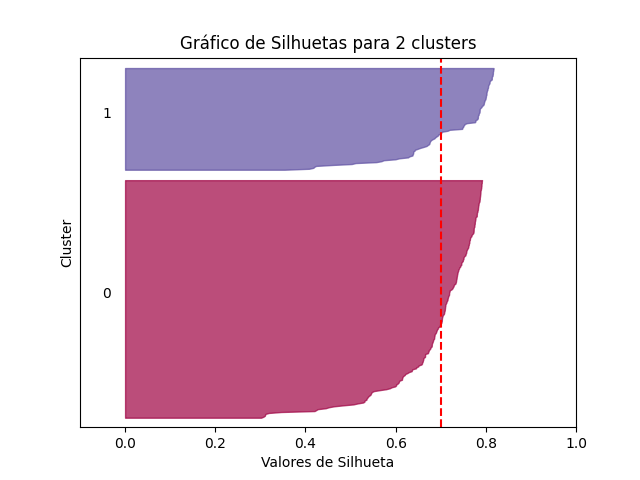 Gráfico de Silhuetas para 2 clusters
1
0
Cluster
0.0 0.2 0.4 0.6 0.8 1.0
Valores de Silhueta